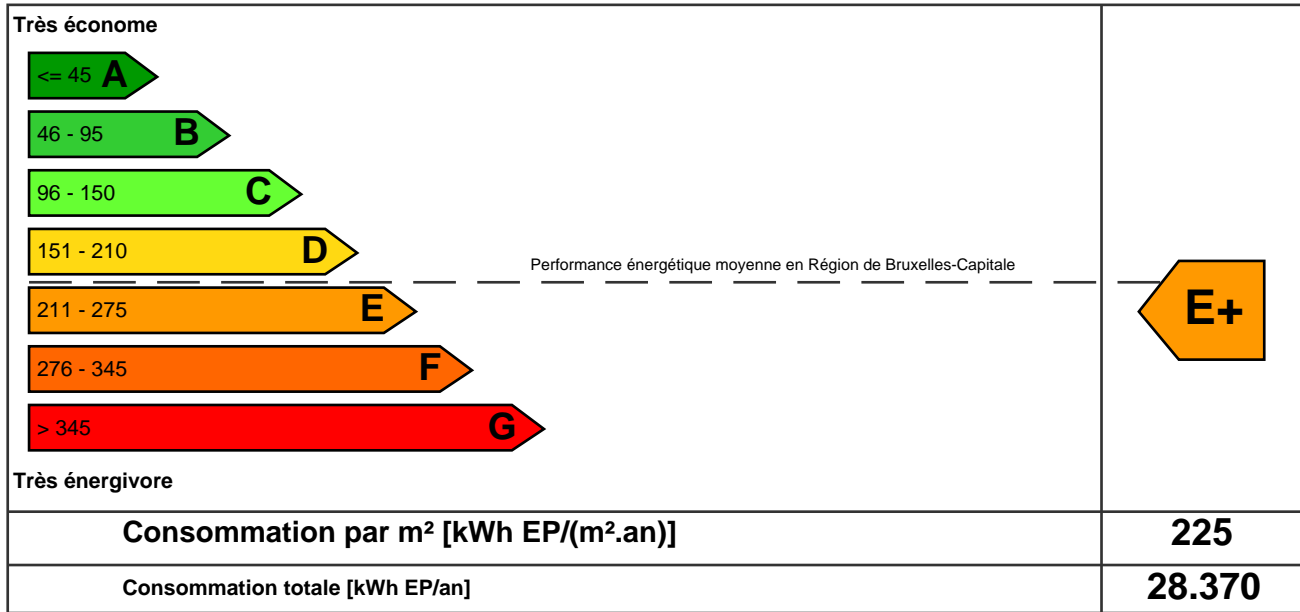 Très économe
<= 45 A
46 - 95 B
96 - 150 C
151 - 210 D
Performance énergétique moyenne en Région de Bruxelles-Capitale
211 - 275 E
E+
276 - 345 F
> 345 G
Très énergivore
Consommation par m² [kWh EP/(m².an)] 225
Consommation totale [kWh EP/an] 28.370